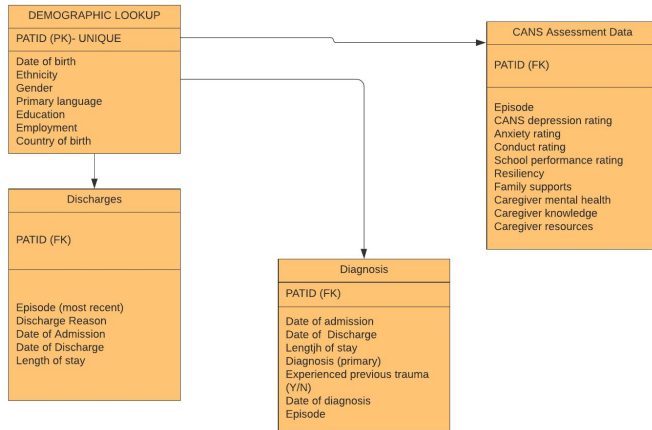 DEMOGRAPHIC LOOKUP
PATID (PK)- UNIQUE
Date of birth
Ethnicity
Gender
Primary language
Education
Employment
Country of birth
CANS Assessment Data
PATID (FK)
Episode
CANS depression rating
Anxiety rating
Conduct rating
School performance rating
Resiliency
Family supports
Caregiver mental health
Caregiver knowledge
Caregiver resources
Discharges
PATID (FK)
Episode (most recent)
Discharge Reason
Date of Admission
Date of Discharge
Length of stay
Diagnosis
PATID (FK)
Date of admission
Date of  Discharge
Lengtjh of stay
Diagnosis (primary)
Experienced previous trauma
(Y/N)
Date of diagnosis
Episode